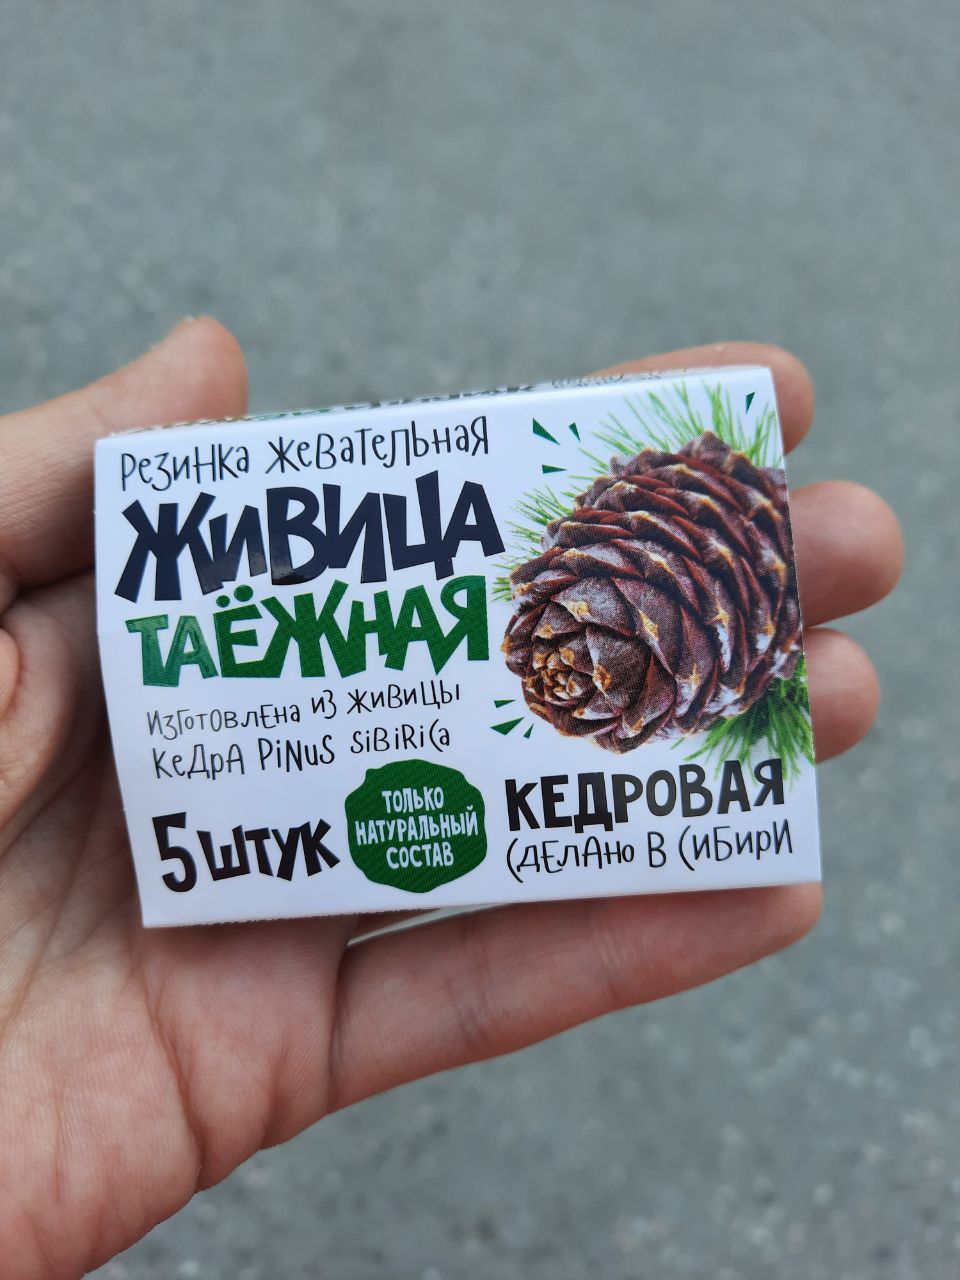 Резинка жевательная
ЖИВИЦА
ТАЁЖНАЯ
изготовлена из живицы
кедра Pinus sibirica
5 штук
ТОЛЬКО
НАТУРАЛЬНЫЙ
СОСТАВ
КЕДРОВАЯ
Сделано в Сибири